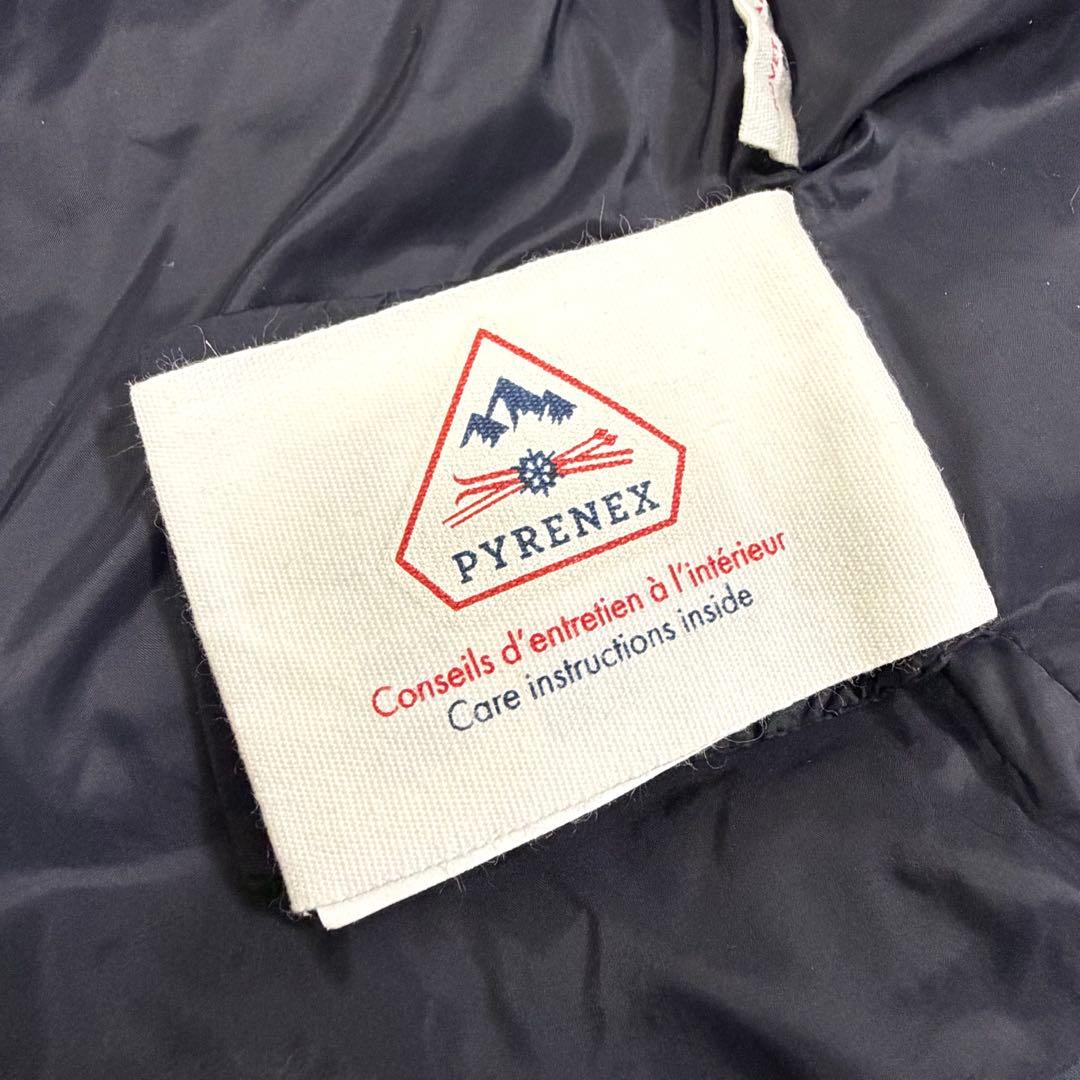 PYRENEX
Conseils d'entretien à l'intérieur
Care instructions inside